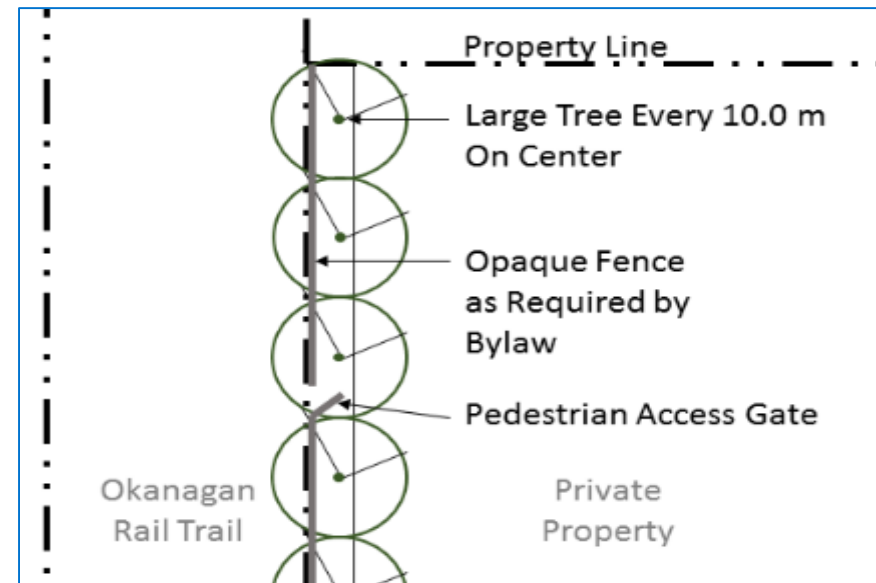 Property Line
Large Tree Every 10.0 m
On Center
Opaque Fence
as Required by
Bylaw
Pedestrian Access Gate
Okanagan
Rail Trail
Private
Property